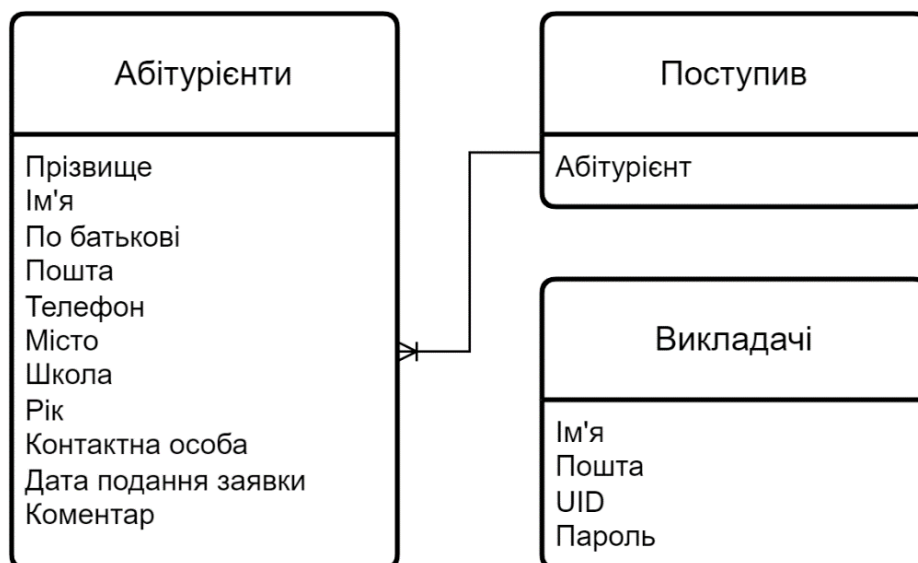 Абітурієнти
Прізвище
Ім'я
По батькові
Пошта
Телефон
Місто
Школа
Рік
Контактна особа
Дата подання заявки
Коментар
Поступив
Абітурієнт
Викладачі
Ім'я
Пошта
UID
Пароль